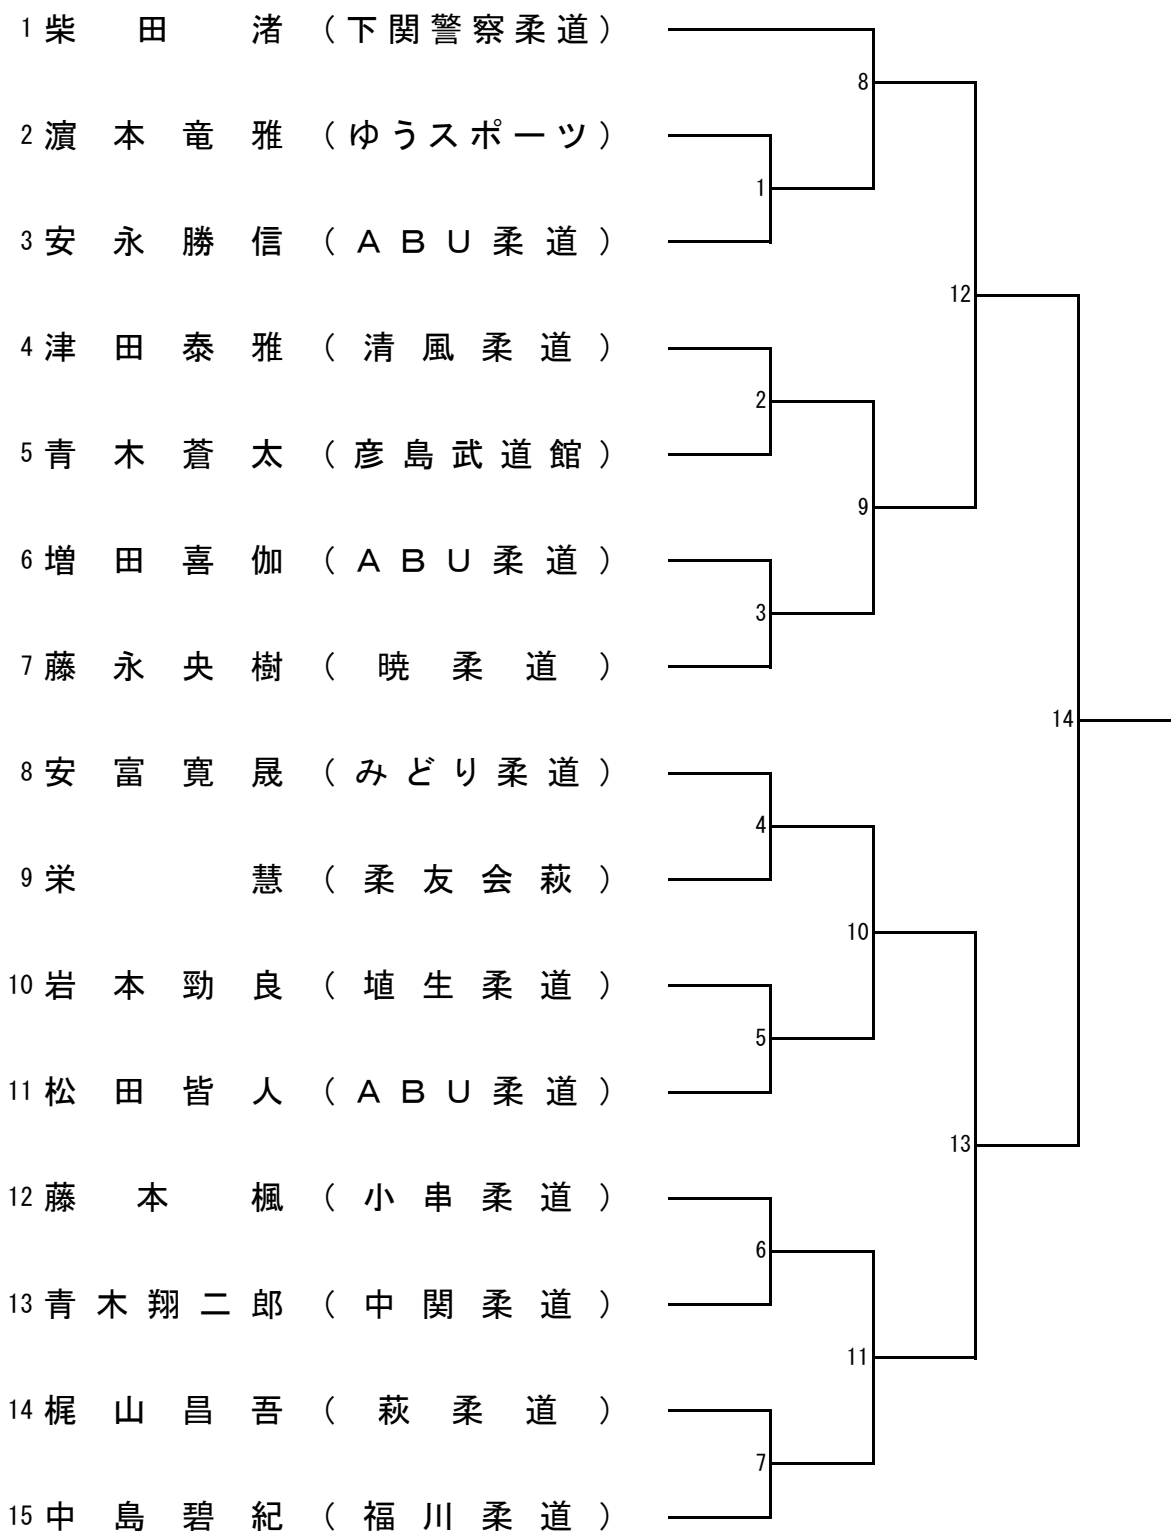 1 柴田渚 (下関警察柔道)
8
2 濵本竜雅 (ゆうスポーツ)
1
3 安永勝信 (ABU柔道)
12
4 津田泰雅 (清風柔道)
2
5 青木蒼太 (彦島武道館)
9
6 増田喜伽 (ABU柔道)
3
7 藤永央樹 (暁柔道)
14
8 安富寛晟 (みどり柔道)
4
9 栄慧 (柔友会萩)
10
10 岩本勁良 (埴生柔道)
5
11 松田皆人 (ABU柔道)
13
12 藤本楓 (小串柔道)
6
13 青木翔二郎 (中関柔道)
11
14 梶山昌吾 (萩柔道)
7
15 中島碧紀 (福川柔道)